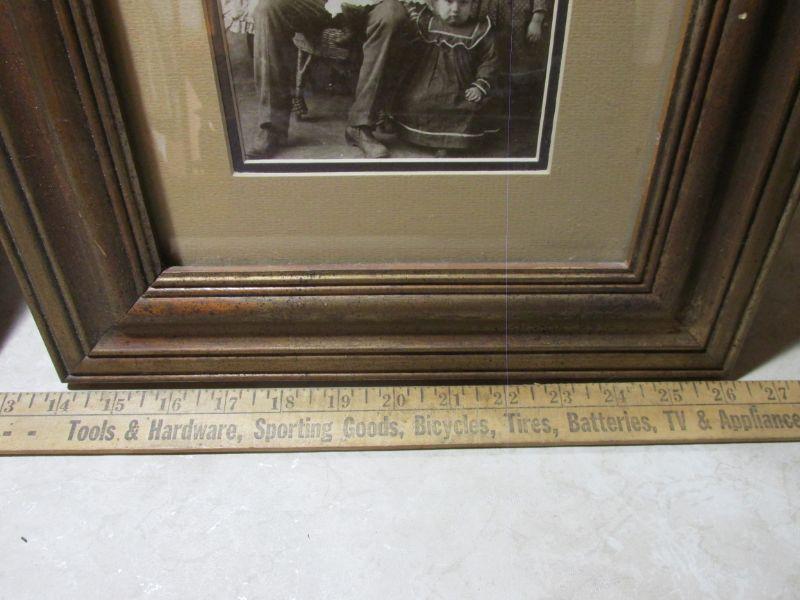 3 14 15 16 17 18 19 20 21 22 23 24 25 26 27
- - Tools & Hardware, Sporting Goods, Bicycles, Tires, Batteries, TV & Appliance